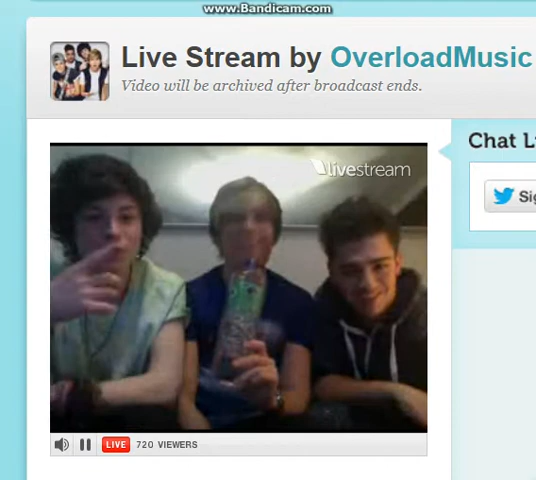 www.Bandicam.com
Live Stream by OverloadMusic
Video will be archived after broadcast ends.
Chat
livestream
LIVE 720 VIEWERS